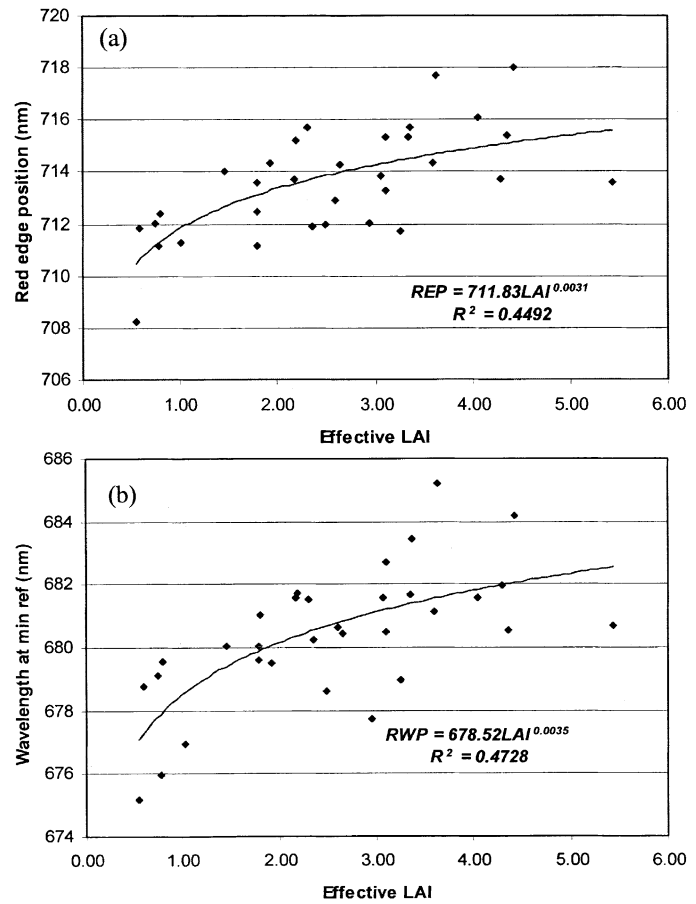 (a)
720
718
716
714
712
710
708
706
Red edge position (nm)
REP = 711.83LAI^0.0031
R² = 0.4492
0.00 1.00 2.00 3.00 4.00 5.00 6.00
Effective LAI
(b)
686
684
682
680
678
676
674
Wavelength at min ref (nm)
RWP = 678.52LAI^0.0035
R² = 0.4728
0.00 1.00 2.00 3.00 4.00 5.00 6.00
Effective LAI